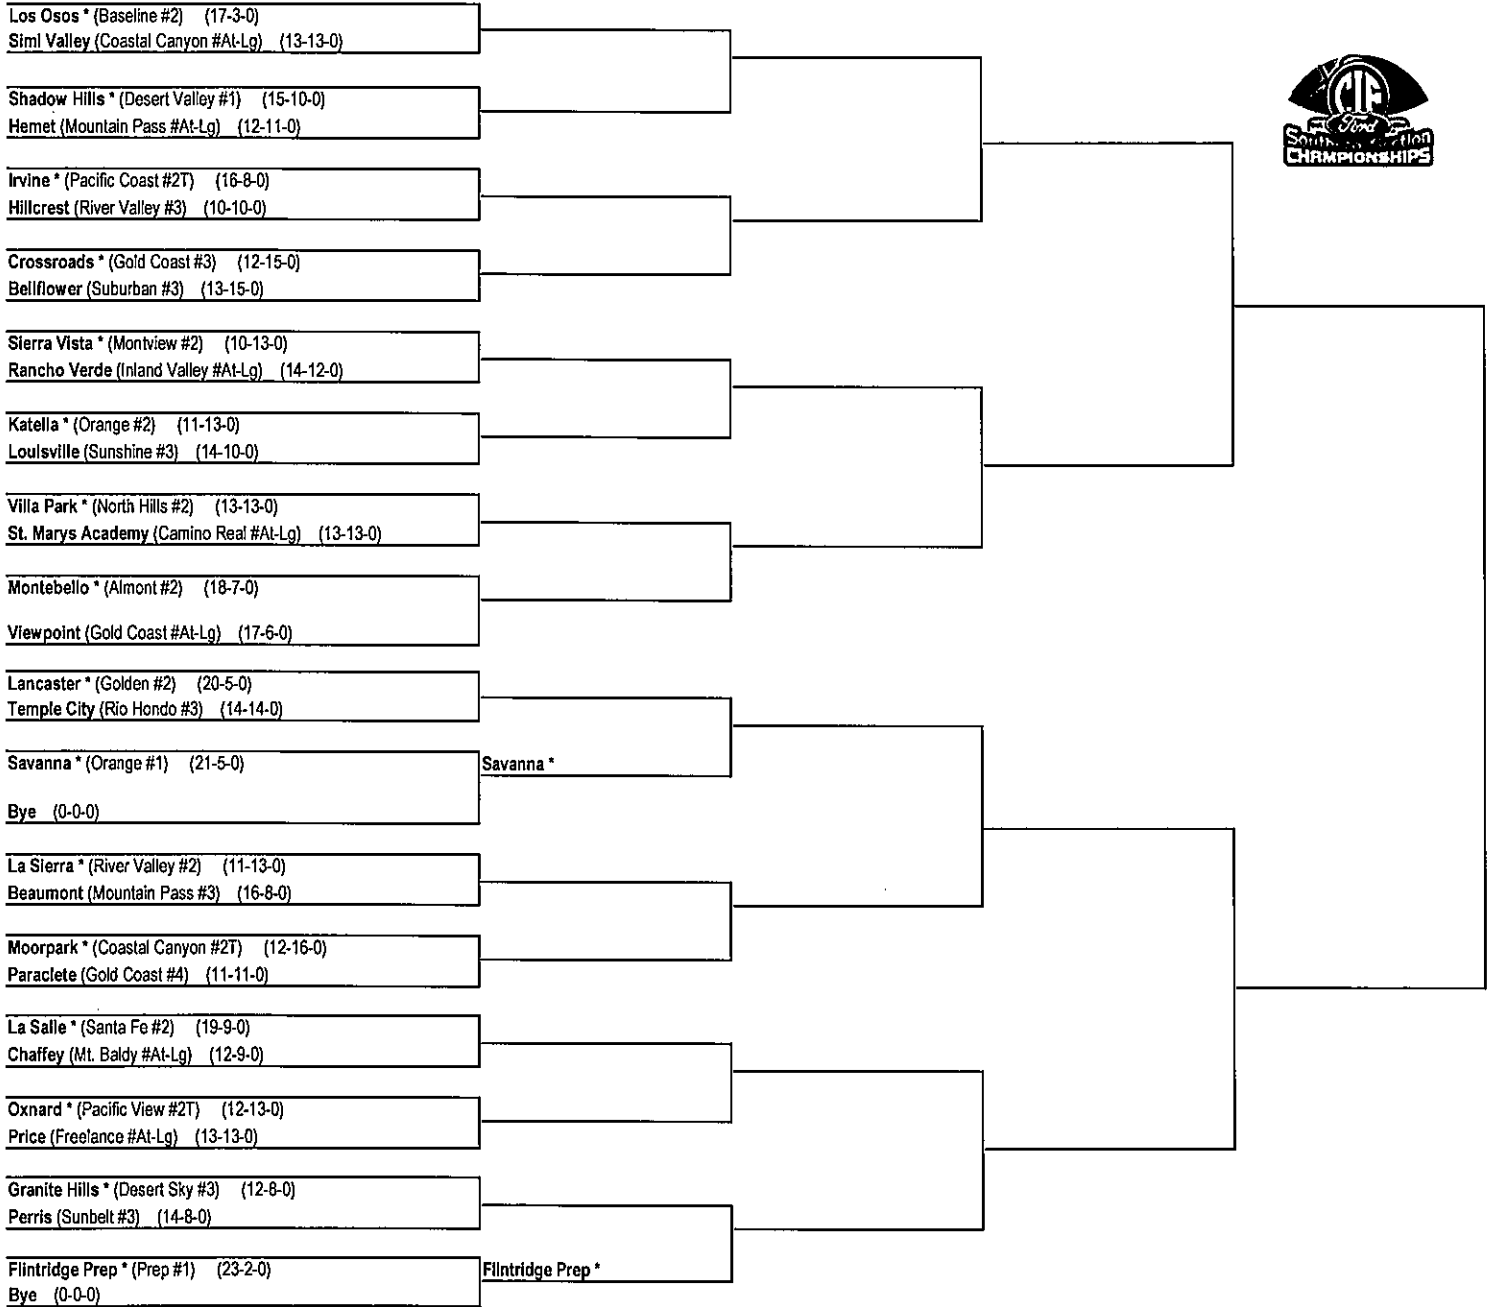 Los Osos * (Baseline #2) (17-3-0)
Simi Valley (Coastal Canyon #At-Lg) (13-13-0)
Shadow Hills * (Desert Valley #1) (15-10-0)
Hemet (Mountain Pass #At-Lg) (12-11-0)
Irvine * (Pacific Coast #2T) (16-8-0)
Hillcrest (River Valley #3) (10-10-0)
Crossroads * (Gold Coast #3) (12-15-0)
Bellflower (Suburban #3) (13-15-0)
Sierra Vista * (Montview #2) (10-13-0)
Rancho Verde (Inland Valley #At-Lg) (14-12-0)
Katella * (Orange #2) (11-13-0)
Louisville (Sunshine #3) (14-10-0)
Villa Park * (North Hills #2) (13-13-0)
St. Marys Academy (Camino Real #At-Lg) (13-13-0)
Montebello * (Almont #2) (18-7-0)
Viewpoint (Gold Coast #At-Lg) (17-6-0)
Lancaster * (Golden #2) (20-5-0)
Temple City (Rio Hondo #3) (14-14-0)
Savanna * (Orange #1) (21-5-0)
Savanna *
Bye (0-0-0)
La Sierra * (River Valley #2) (11-13-0)
Beaumont (Mountain Pass #3) (16-8-0)
Moorpark * (Coastal Canyon #2T) (12-16-0)
Paraclete (Gold Coast #4) (11-11-0)
La Salle * (Santa Fe #2) (19-9-0)
Chaffey (Mt. Baldy #At-Lg) (12-9-0)
Oxnard * (Pacific View #2T) (12-13-0)
Price (Freelance #At-Lg) (13-13-0)
Granite Hills * (Desert Sky #3) (12-8-0)
Perris (Sunbelt #3) (14-8-0)
Flintridge Prep * (Prep #1) (23-2-0)
Flintridge Prep *
Bye (0-0-0)
CIF
Ford
Southern Section
CHAMPIONSHIPS